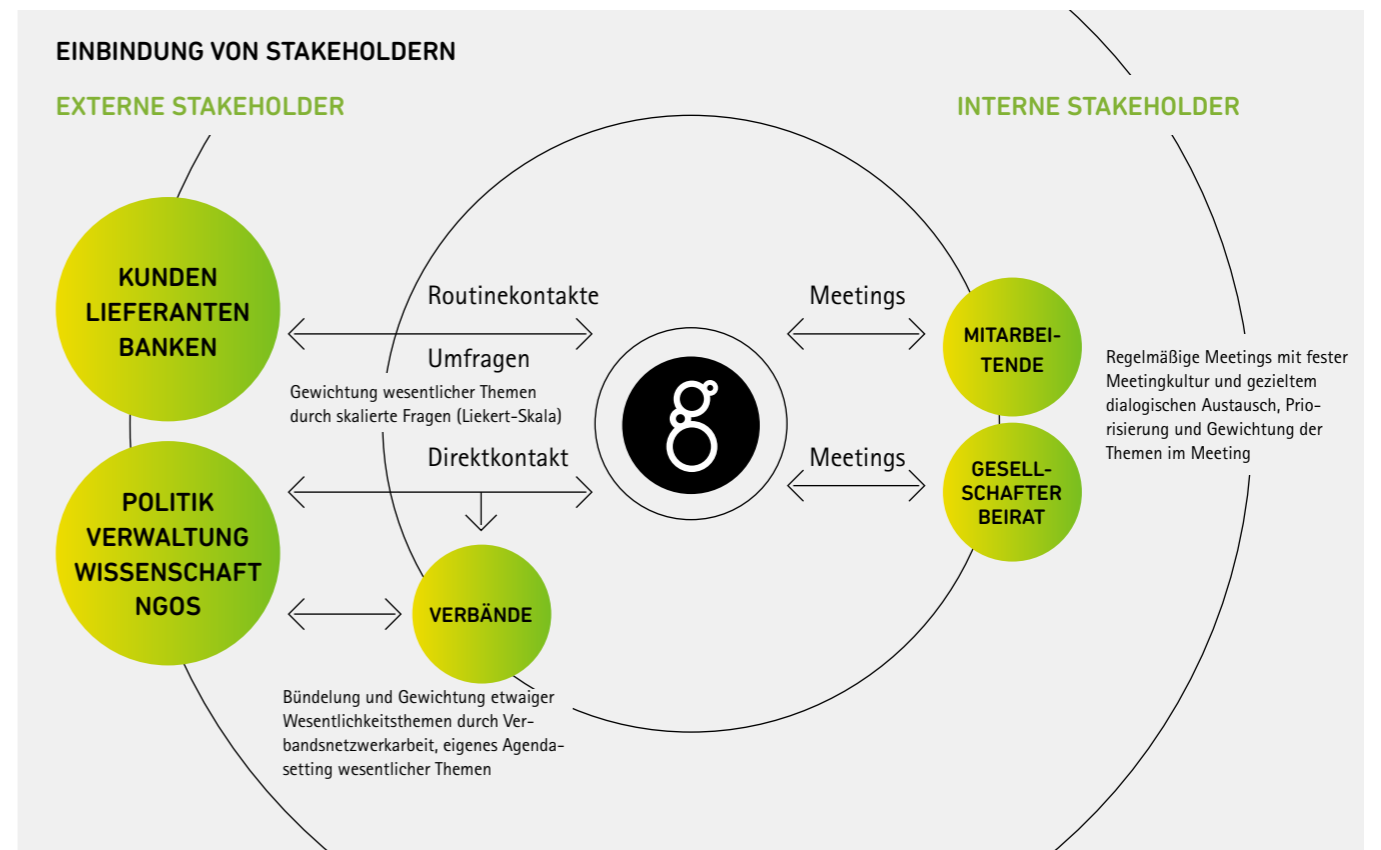 EINBINDUNG VON STAKEHOLDERN
EXTERNE STAKEHOLDER
INTERNE STAKEHOLDER
KUNDEN
LIEFERANTEN
BANKEN
Routinekontakte
Umfragen
Gewichtung wesentlicher Themen
durch skalierte Fragen (Liekert-Skala)
Direktkontakt
POLITIK
VERWALTUNG
WISSENSCHAFT
NGOS
VERBÄNDE
Bündelung und Gewichtung etwaiger
Wesentlichkeitsthemen durch Ver-
bandsnetzwerkarbeit, eigenes Agenda-
setting wesentlicher Themen
g
Meetings
MITARBEI-
TENDE
Meetings
GESELL-
SCHAFTER
BEIRAT
Regelmäßige Meetings mit fester
Meetingkultur und gezieltem
dialogischen Austausch, Prio-
risierung und Gewichtung der
Themen im Meeting